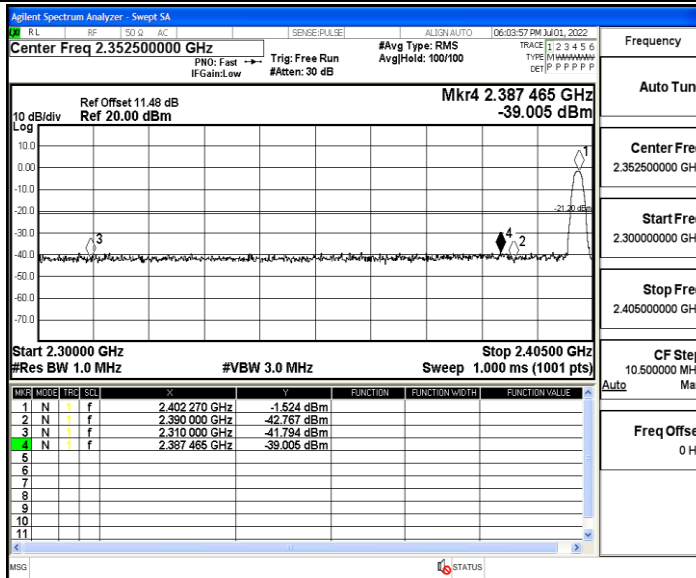 Agilent Spectrum Analyzer - Swept SA
RL RF 50 Ω AC SENSE:PULSE ALIGN AUTO 06:03:57 PM Jul 01, 2022
Center Freq 2.352500000 GHz
PNO: Fast
IFGain:Low
Trig: Free Run
#Atten: 30 dB
#Avg Type: RMS
Avg|Hold: 100/100
TRACE 1 2 3 4 5 6
TYPE M WWWWW
DET P P P P P P
Frequency
Auto Tun
Center Fre
2.352500000 GH
Start Fre
2.300000000 GH
Stop Fre
2.405000000 GH
CF Step
10.500000 MH
Auto Ma
Freq Offse
0 H
Mkr4 2.387 465 GHz
-39.005 dBm
Ref Offset 11.48 dB
10 dB/div Ref 20.00 dBm
Log
10.0
0.00
-10.0
-20.0
-30.0
-40.0
-50.0
-60.0
-70.0
1
-21.20 dBm
3
4
2
Start 2.30000 GHz Stop 2.40500 GHz
#Res BW 1.0 MHz #VBW 3.0 MHz Sweep 1.000 ms (1001 pts)
MKR MODE TRC SCL X Y FUNCTION FUNCTION WIDTH FUNCTION VALUE
1 N 1 f 2.402 270 GHz -1.524 dBm
2 N 1 f 2.390 000 GHz -42.767 dBm
3 N 1 f 2.310 000 GHz -41.794 dBm
4 N 1 f 2.387 465 GHz -39.005 dBm
5
6
7
8
9
10
11
MSG STATUS